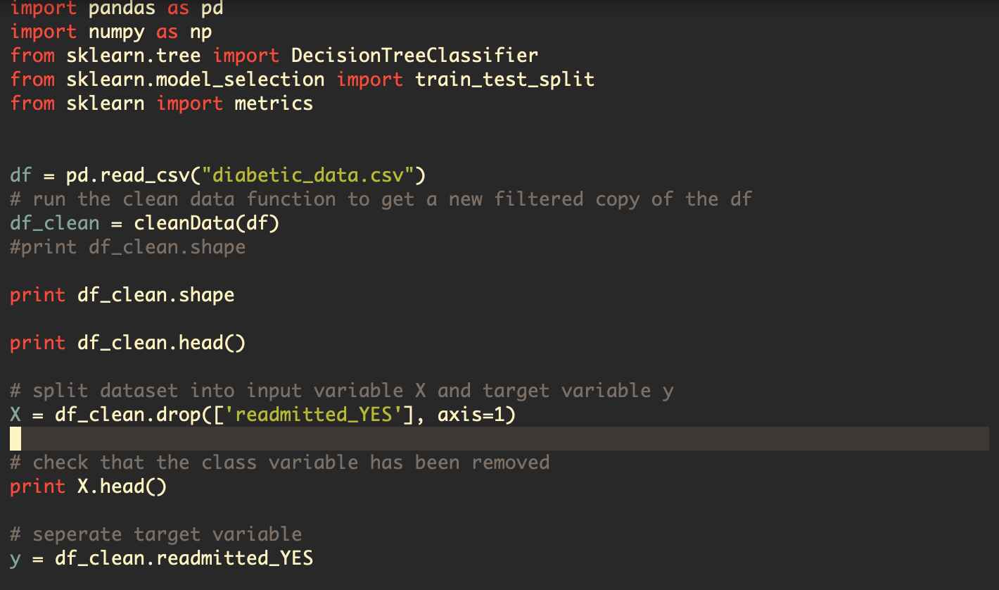 import pandas as pd
import numpy as np
from sklearn.tree import DecisionTreeClassifier
from sklearn.model_selection import train_test_split
from sklearn import metrics
df = pd.read_csv("diabetic_data.csv")
# run the clean data function to get a new filtered copy of the df
df_clean = cleanData(df)
#print df_clean.shape
print df_clean.shape
print df_clean.head()
# split dataset into input variable X and target variable y
X = df_clean.drop(['readmitted_YES'], axis=1)
# check that the class variable has been removed
print X.head()
# seperate target variable
y = df_clean.readmitted_YES